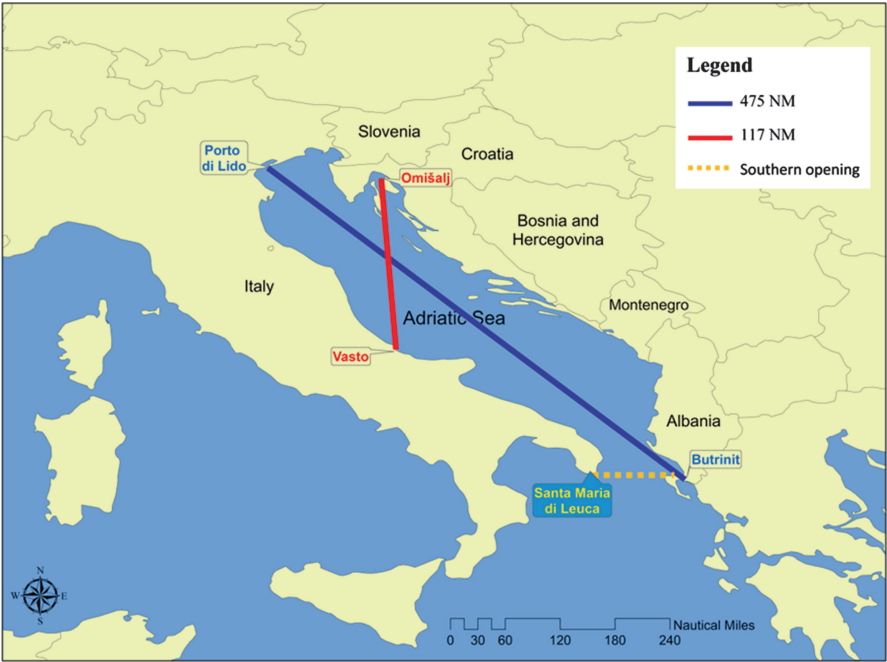 Legend
475 NM
117 NM
Southern opening
Slovenia
Croatia
Porto
di Lido
Omišalj
Bosnia and
Hercegovina
Italy
Montenegro
Adriatic Sea
Vasto
Albania
Butrinit
Santa Maria
di Leuca
N
W
E
S
Nautical Miles
0 30 60 120 180 240